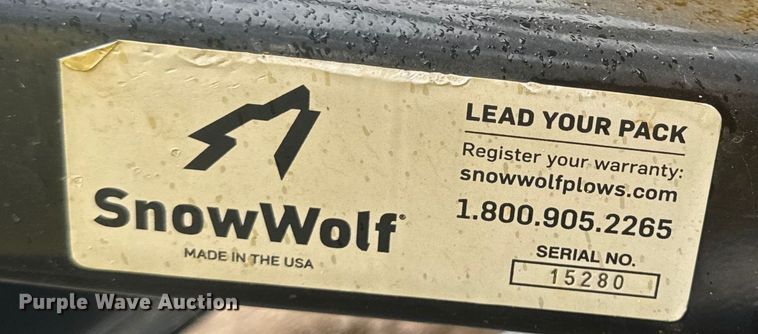 SnowWolf®
MADE IN THE USA
LEAD YOUR PACK
Register your warranty:
snowwolfplows.com
1.800.905.2265
SERIAL NO.
15280
Purple Wave Auction